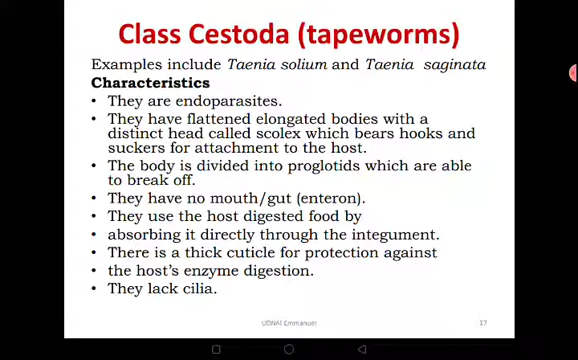 Class Cestoda (tapeworms)
Examples include Taenia solium and Taenia saginata
Characteristics
• They are endoparasites.
• They have flattened elongated bodies with a
distinct head called scolex which bears hooks and
suckers for attachment to the host.
• The body is divided into proglotids which are able
to break off.
• They have no mouth/gut (enteron).
• They use the host digested food by
• absorbing it directly through the integument.
• There is a thick cuticle for protection against
• the host's enzyme digestion.
• They lack cilia.
UDNAI Emmanuel
17